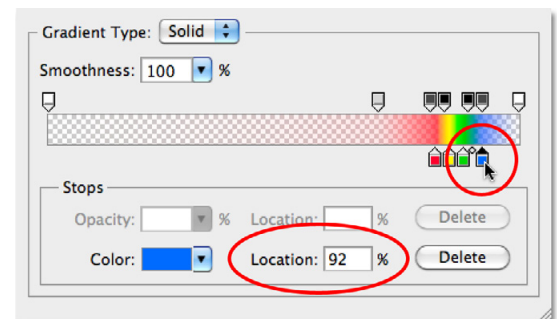 Gradient Type: Solid
Smoothness: 100 %
Stops
Opacity: % Location: % Delete
Color: Location: 92 % Delete